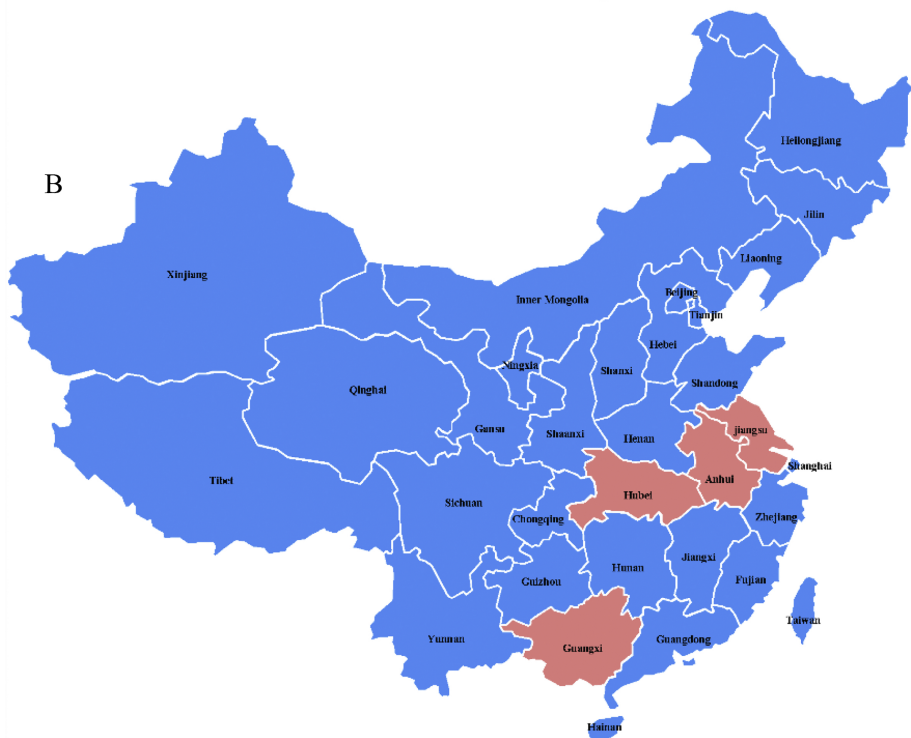 Heilongjiang
B
Jilin
Liaoning
Xinjiang
Beijing
Inner Mongolia
Tianjin
Hebei
Ningxia
Shanxi
Shandong
Qinghai
Gansu
Shaanxi
Henan
jiangsu
Shanghai
Tibet
Sichuan
Hubei
Anhui
Chongqing
Zhejiang
Jiangxi
Hunan
Guizhou
Fujian
Taiwan
Yunnan
Guangxi
Guangdong
Hainan